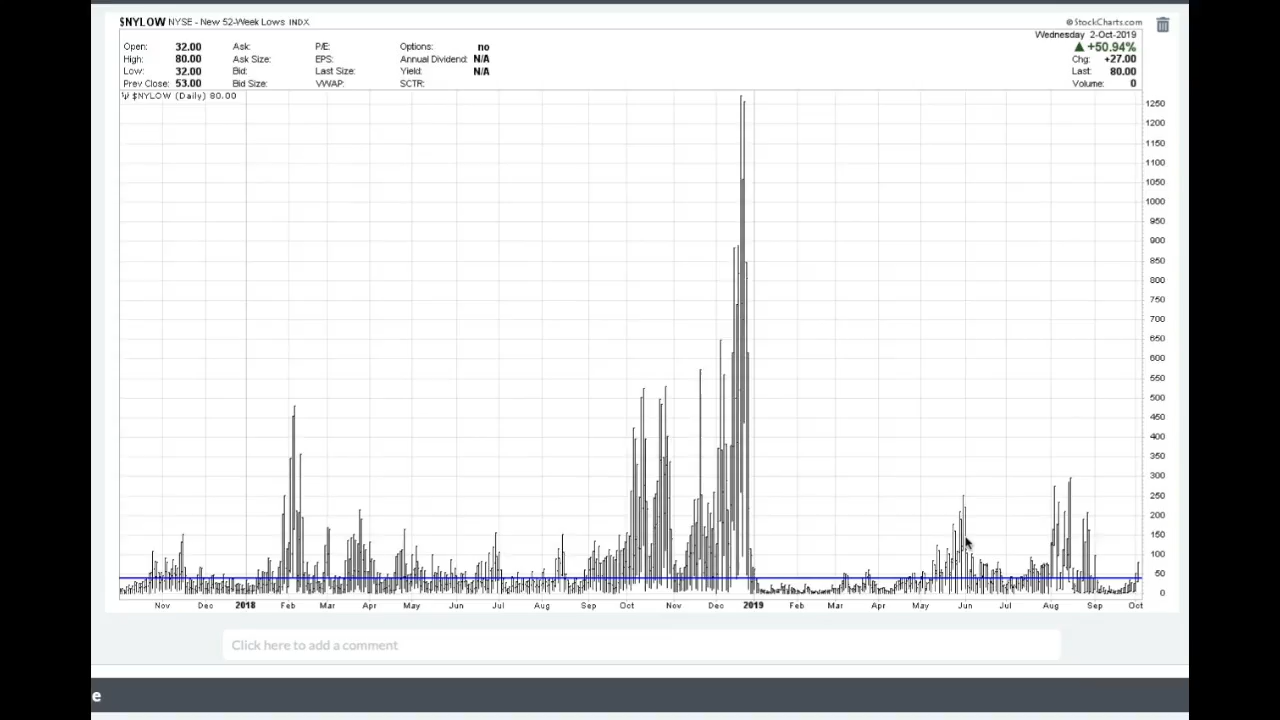 $NYLOW NYSE - New 52-Week Lows INDX
© StockCharts.com
Wednesday 2-Oct-2019
Open: 32.00 Ask: P/E: Options: no
▲ +50.94%
High: 80.00 Ask Size: EPS: Annual Dividend: N/A
Chg: +27.00
Low: 32.00 Bid: Last Size: Yield: N/A
Last: 80.00
Prev Close: 53.00 Bid Size: VWAP: SCTR:
Volume: 0
$NYLOW (Daily) 80.00
1250
1200
1150
1100
1050
1000
950
900
850
800
750
700
650
600
550
500
450
400
350
300
250
200
150
100
50
0
Nov Dec 2018 Feb Mar Apr May Jun Jul Aug Sep Oct Nov Dec 2019 Feb Mar Apr May Jun Jul Aug Sep Oct
Click here to add a comment
e